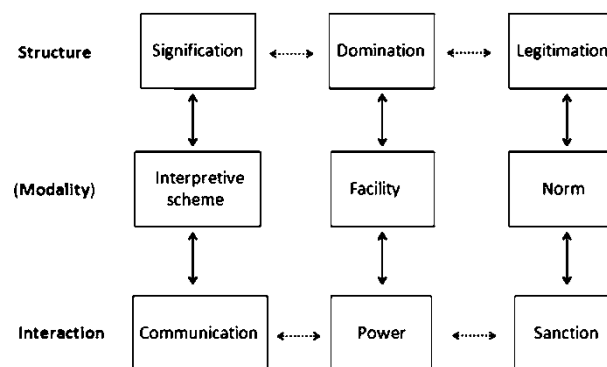 Structure
Signification
Domination
Legitimation
(Modality)
Interpretive
scheme
Facility
Norm
Interaction
Communication
Power
Sanction